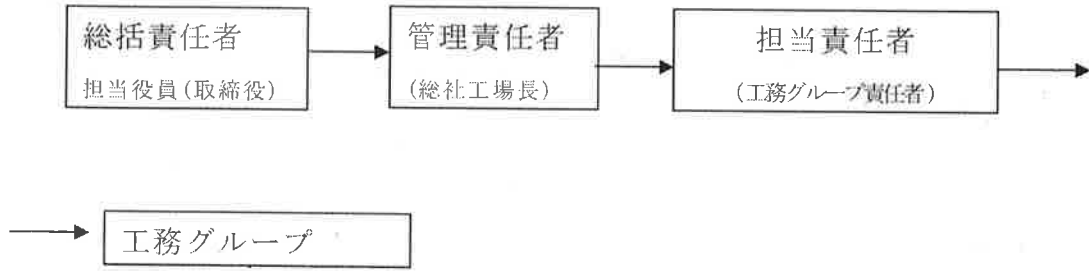 総括責任者
担当役員(取締役)
管理責任者
(総社工場長)
担当責任者
(工務グループ責任者)
工務グループ